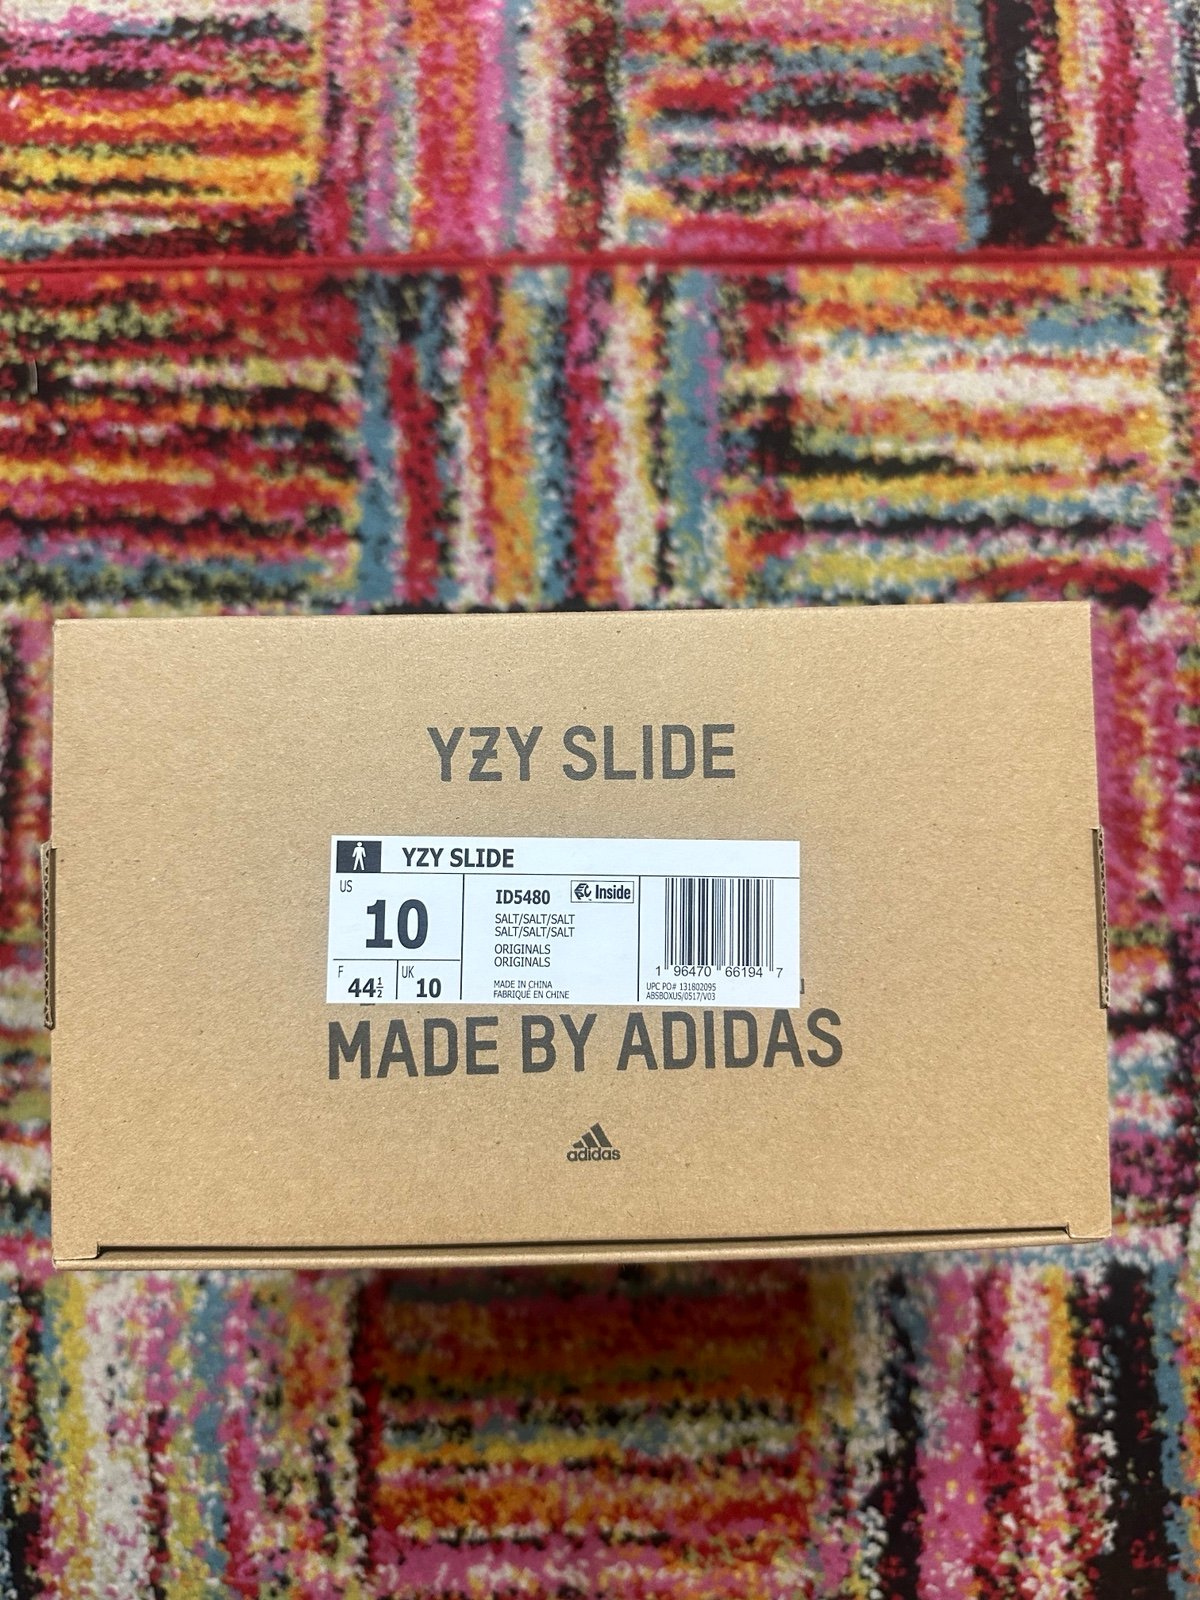 YZY SLIDE
YZY SLIDE
US
10
F
44½
UK
10
ID5480
Inside
SALT/SALT/SALT
SALT/SALT/SALT
ORIGINALS
ORIGINALS
MADE IN CHINA
FABRIQUÉ EN CHINE
1 96470 66194 7
UPC PO# 131802095
ABSBOXUS/0517/V03
MADE BY ADIDAS
adidas